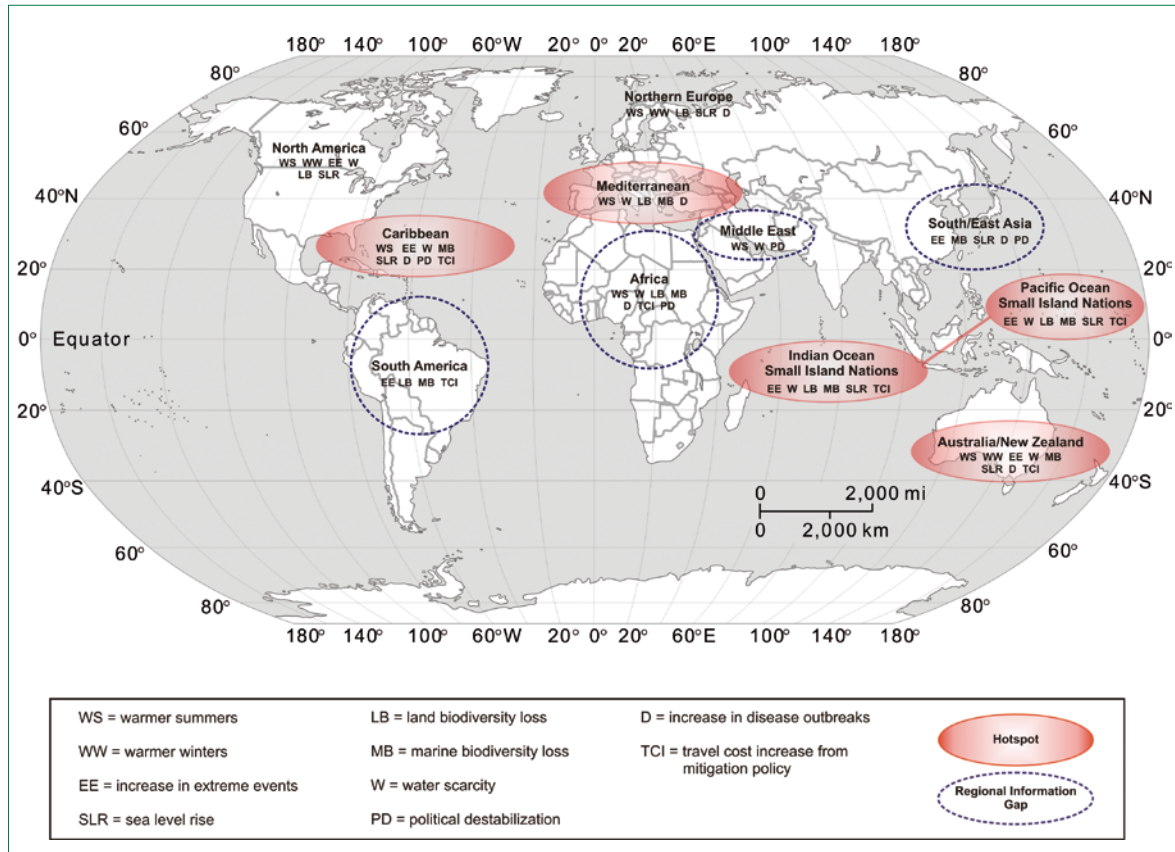 180° 140° 100° 60°W 20° 0° 20° 60°E 100° 140° 180°
80° 80°
Northern Europe
WS WW LB SLR D
60° 60°
North America
WS WW EE W
LB SLR
Mediterranean
WS W LB MB D
40°N 40°N
South/East Asia
EE MB SLR D PD
Middle East
WS W PD
Caribbean
WS EE W MB
SLR D PD TCI
20° 20°
Africa
WS W LB MB
D TCI PD
Pacific Ocean
Small Island Nations
EE W LB MB SLR TCI
Equator 0° 0°
Indian Ocean
Small Island Nations
EE W LB MB SLR TCI
South America
EE LB MB TCI
20° 20°
Australia/New Zealand
WS WW EE W MB
SLR D TCI
40°S 40°S
0 2,000 mi
0 2,000 km
60° 60°
80° 80°
180° 140° 100° 60°W 20° 0° 20° 60°E 100° 140° 180°
WS = warmer summers
WW = warmer winters
EE = increase in extreme events
SLR = sea level rise
LB = land biodiversity loss
MB = marine biodiversity loss
W = water scarcity
PD = political destabilization
D = increase in disease outbreaks
TCI = travel cost increase from
mitigation policy
Hotspot
Regional Information
Gap